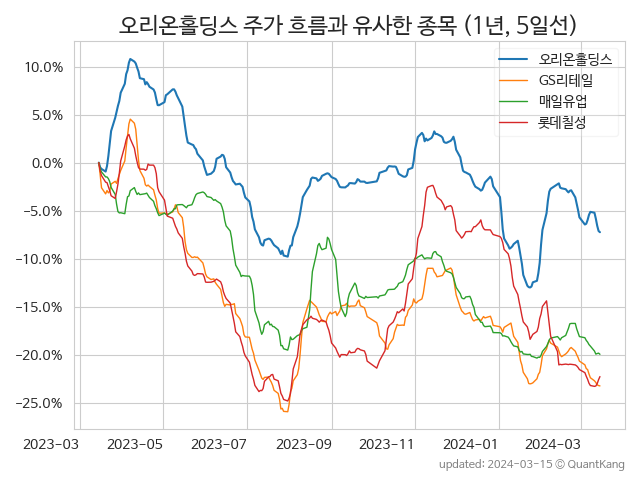 오리온홀딩스 주가 흐름과 유사한 종목 (1년, 5일선)
오리온홀딩스
GS리테일
매일유업
롯데칠성
10.0%
5.0%
0.0%
−5.0%
−10.0%
−15.0%
−20.0%
−25.0%
2023-03 2023-05 2023-07 2023-09 2023-11 2024-01 2024-03
updated: 2024-03-15 ⓒ QuantKang